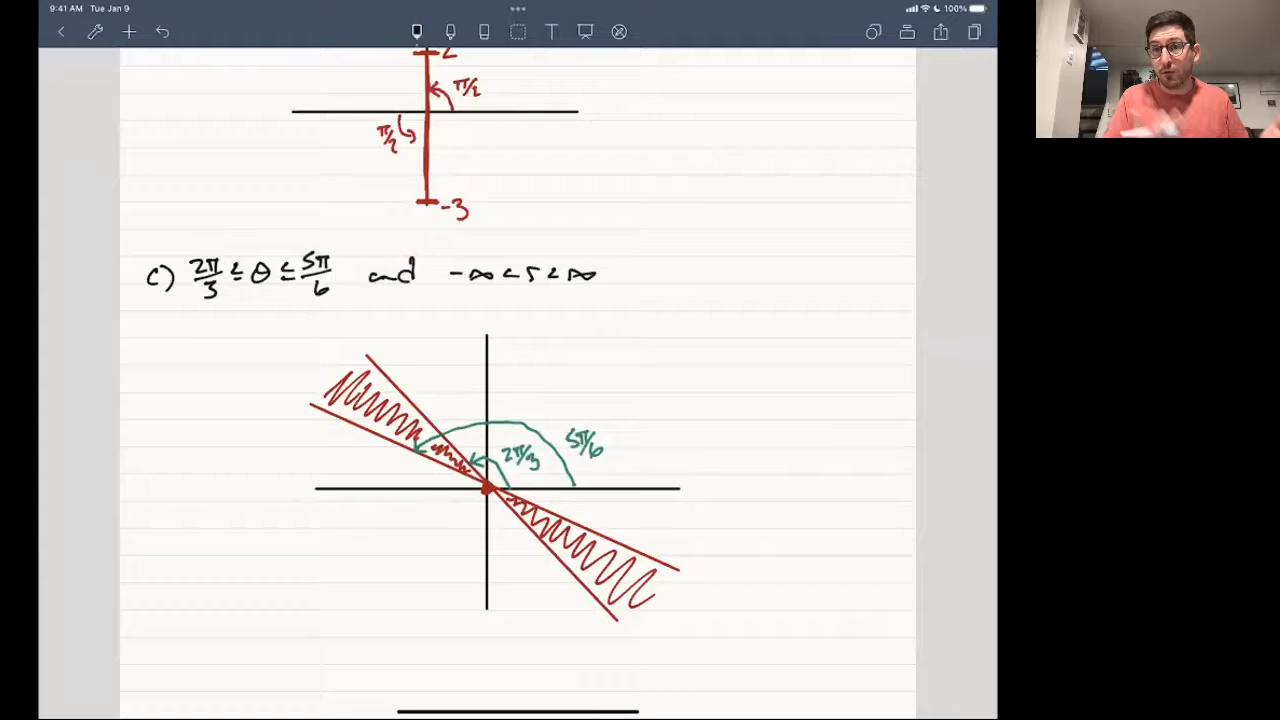 9:41 AM Tue Jan 9
100%
π/2
π/2
-3
c) 2π/3 ≤ θ ≤ 5π/6 and -∞ < r < ∞
5π/6
2π/3